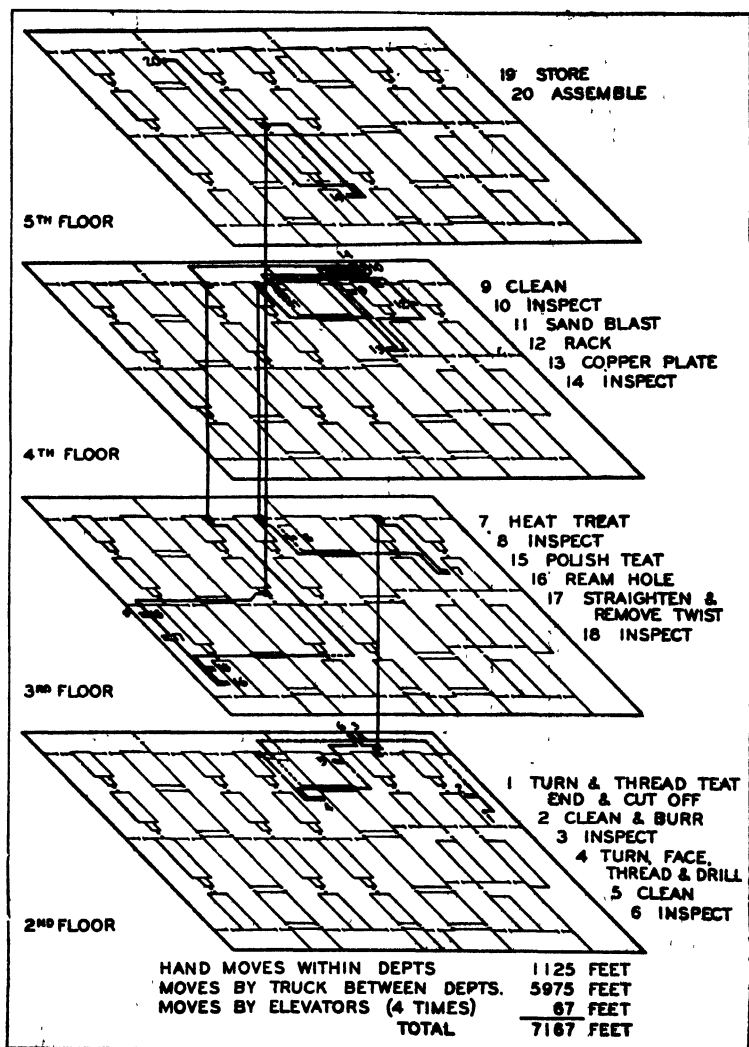 19 STORE
20 ASSEMBLE
20
5TH FLOOR
14
9 CLEAN
10 INSPECT
11 SAND BLAST
12 RACK
13 COPPER PLATE
14 INSPECT
4TH FLOOR
7 HEAT TREAT
8 INSPECT
15 POLISH TEAT
16 REAM HOLE
17 STRAIGHTEN &
REMOVE TWIST
18 INSPECT
3RD FLOOR
1 TURN & THREAD TEAT
END & CUT OFF
2 CLEAN & BURR
3 INSPECT
4 TURN, FACE,
THREAD & DRILL
5 CLEAN
6 INSPECT
2ND FLOOR
HAND MOVES WITHIN DEPTS 1125 FEET
MOVES BY TRUCK BETWEEN DEPTS. 5975 FEET
MOVES BY ELEVATORS (4 TIMES) 67 FEET
TOTAL 7167 FEET